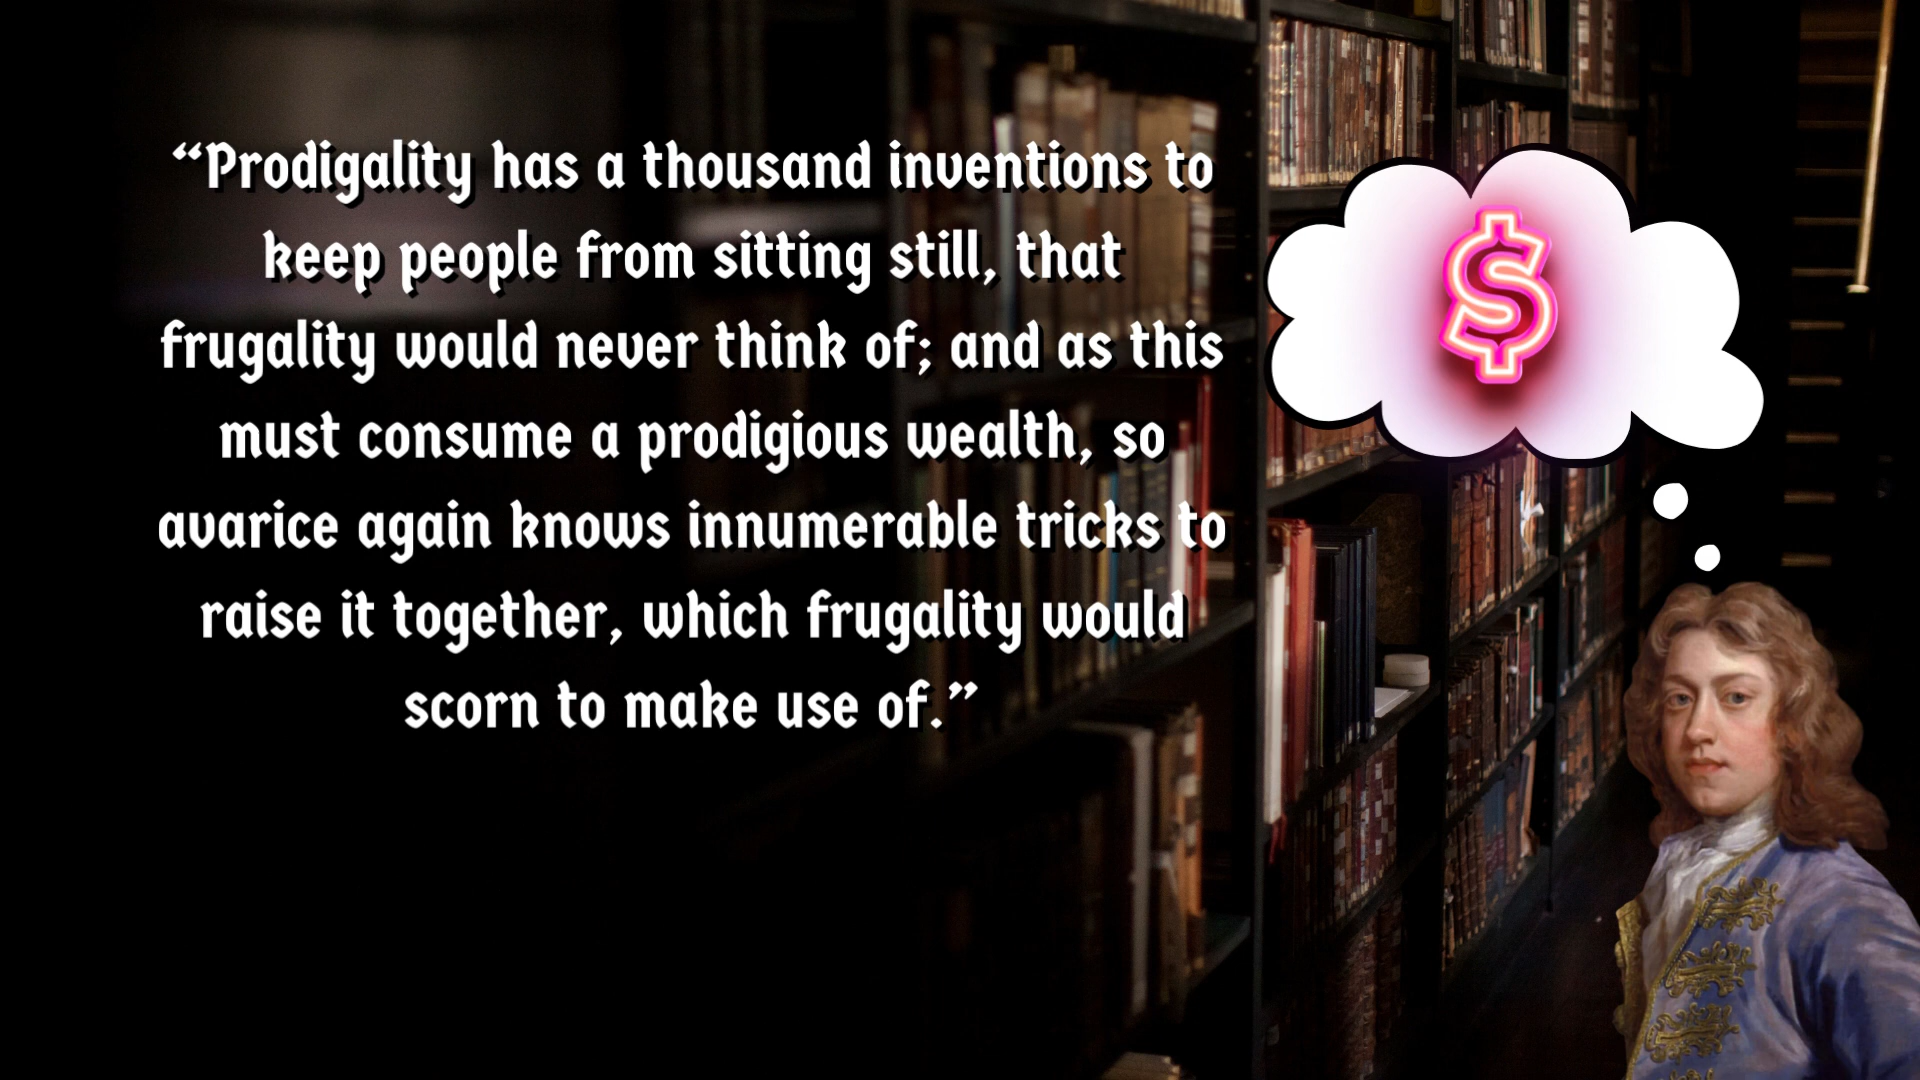 “Prodigality has a thousand inventions to
keep people from sitting still, that
frugality would never think of; and as this
must consume a prodigious wealth, so
avarice again knows innumerable tricks to
raise it together, which frugality would
scorn to make use of.”
$